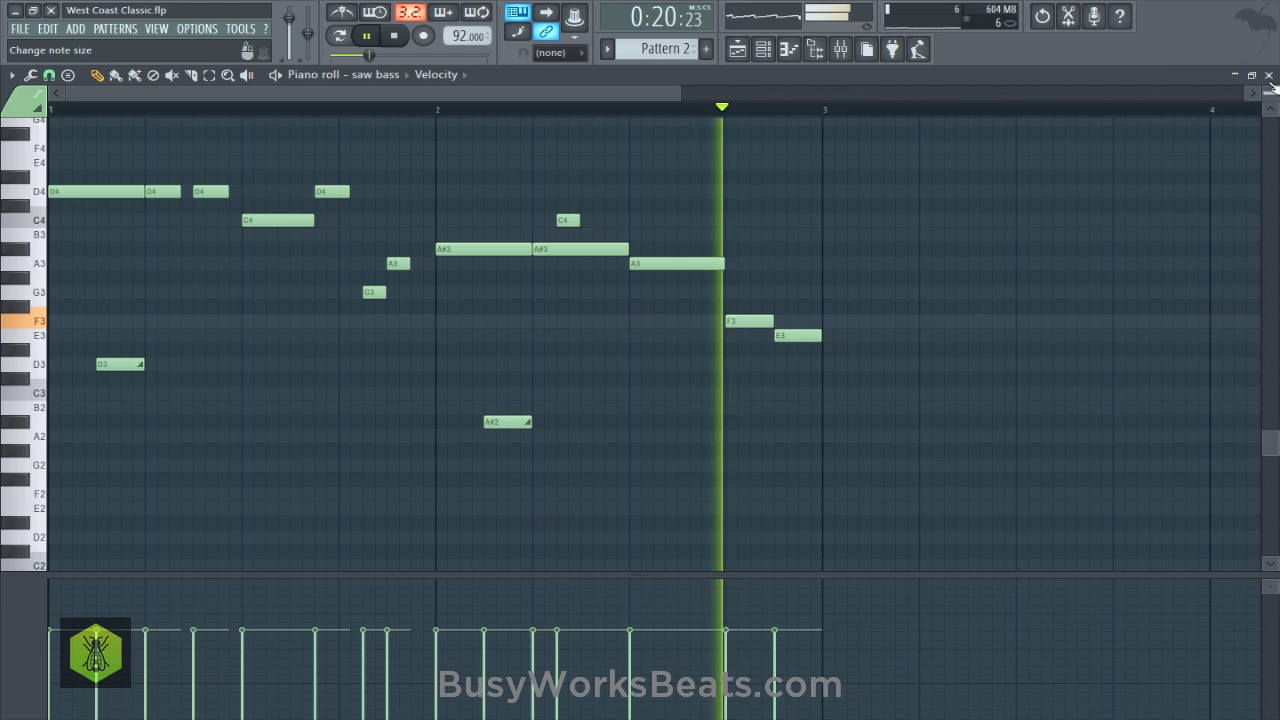 West Coast Classic.flp
FILE EDIT ADD PATTERNS VIEW OPTIONS TOOLS ?
Change note size
3.2.
92.000
(none)
0:20:23
M:S:CS
Pattern 2
6
604 MB
6
Piano roll - saw bass Velocity
1 2 3 4
G4
F4
E4
D4
C4
B3
A3
G3
F3
E3
D3
C3
B2
A2
G2
F2
E2
D2
C2
D4 D4 D4 D4
C4 C4
A#3 A#3
A3 A3
G3
F3
E3
D3
A#2
BusyWorksBeats.com